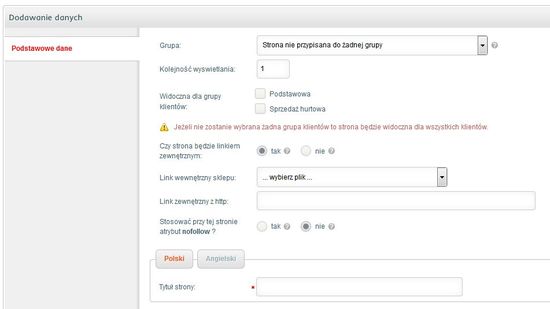 Dodawanie danych
Podstawowe dane
Grupa: Strona nie przypisana do żadnej grupy
Kolejność wyswietlania: 1
Widoczna dla grupy
klientów:
Podstawowa
Sprzedaż hurtowa
Jeżeli nie zostanie wybrana żadna grupa klientów to strona będzie widoczna dla wszystkich klientów.
Czy strona będzie linkiem
zewnętrznym:
tak nie
Link wewnętrzny sklepu: ... wybierz plik ...
Link zewnętrzny z http:
Stosować przy tej stronie
atrybut nofollow ?
tak nie
Polski Angielski
Tytuł strony: *